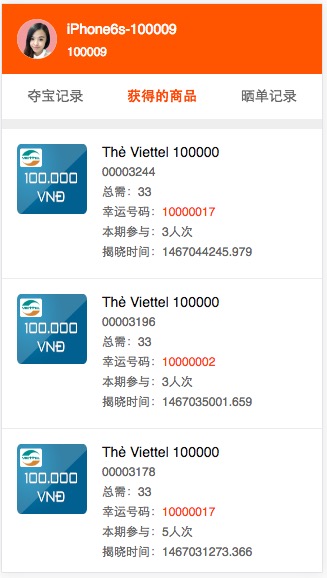 iPhone6s-100009
100009
夺宝记录 获得的商品 晒单记录
viettel
100.000
VNĐ
Thẻ Viettel 100000
00003244
总需：33
幸运号码：10000017
本期参与：3人次
揭晓时间：1467044245.979
viettel
100.000
VNĐ
Thẻ Viettel 100000
00003196
总需：33
幸运号码：10000002
本期参与：3人次
揭晓时间：1467035001.659
viettel
100.000
VNĐ
Thẻ Viettel 100000
00003178
总需：33
幸运号码：10000017
本期参与：5人次
揭晓时间：1467031273.366